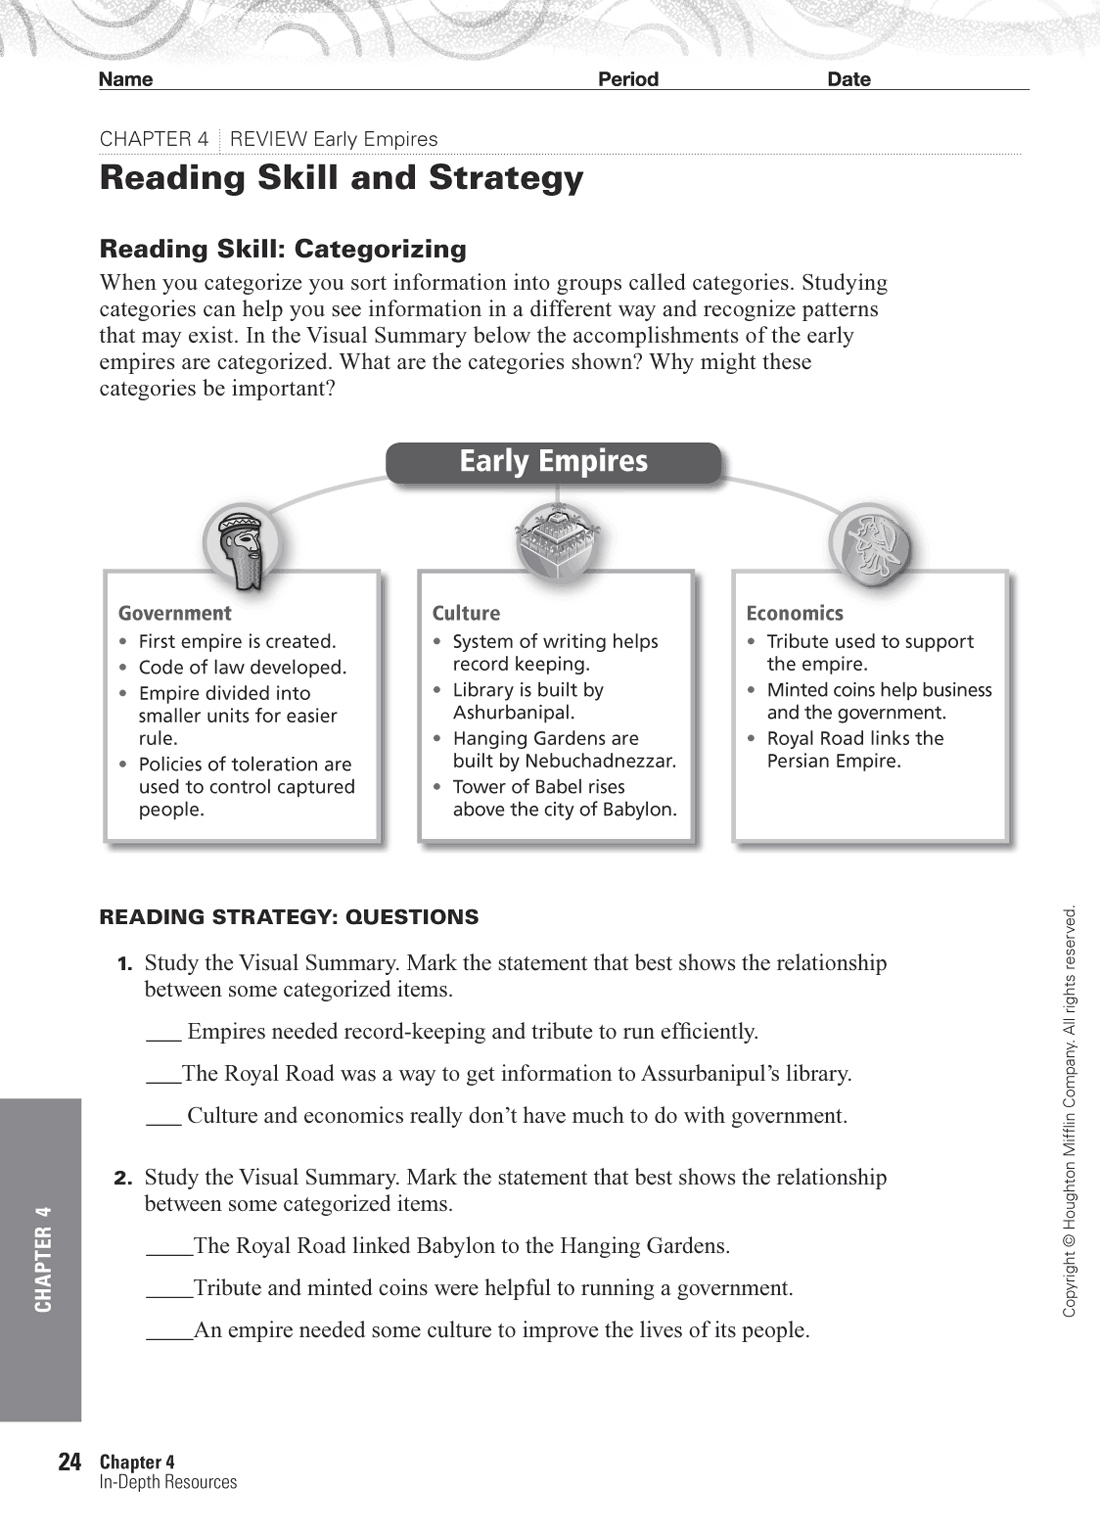 Name Period Date
CHAPTER 4 REVIEW Early Empires
Reading Skill and Strategy
Reading Skill: Categorizing
When you categorize you sort information into groups called categories. Studying
categories can help you see information in a different way and recognize patterns
that may exist. In the Visual Summary below the accomplishments of the early
empires are categorized. What are the categories shown? Why might these
categories be important?
Early Empires
Government
• First empire is created.
• Code of law developed.
• Empire divided into
smaller units for easier
rule.
• Policies of toleration are
used to control captured
people.
Culture
• System of writing helps
record keeping.
• Library is built by
Ashurbanipal.
• Hanging Gardens are
built by Nebuchadnezzar.
• Tower of Babel rises
above the city of Babylon.
Economics
• Tribute used to support
the empire.
• Minted coins help business
and the government.
• Royal Road links the
Persian Empire.
READING STRATEGY: QUESTIONS
1. Study the Visual Summary. Mark the statement that best shows the relationship
between some categorized items.
___ Empires needed record-keeping and tribute to run efficiently.
___The Royal Road was a way to get information to Assurbanipul’s library.
___ Culture and economics really don’t have much to do with government.
2. Study the Visual Summary. Mark the statement that best shows the relationship
between some categorized items.
____The Royal Road linked Babylon to the Hanging Gardens.
____Tribute and minted coins were helpful to running a government.
____An empire needed some culture to improve the lives of its people.
CHAPTER 4
Copyright © Houghton Mifflin Company. All rights reserved.
24 Chapter 4
In-Depth Resources